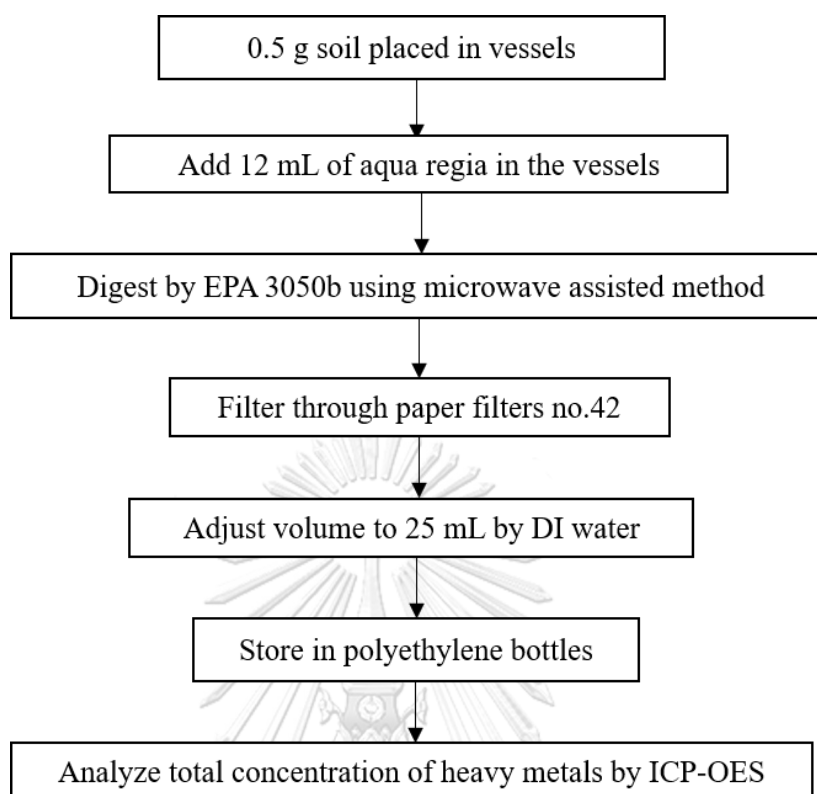 0.5 g soil placed in vessels
Add 12 mL of aqua regia in the vessels
Digest by EPA 3050b using microwave assisted method
Filter through paper filters no.42
Adjust volume to 25 mL by DI water
Store in polyethylene bottles
Analyze total concentration of heavy metals by ICP-OES